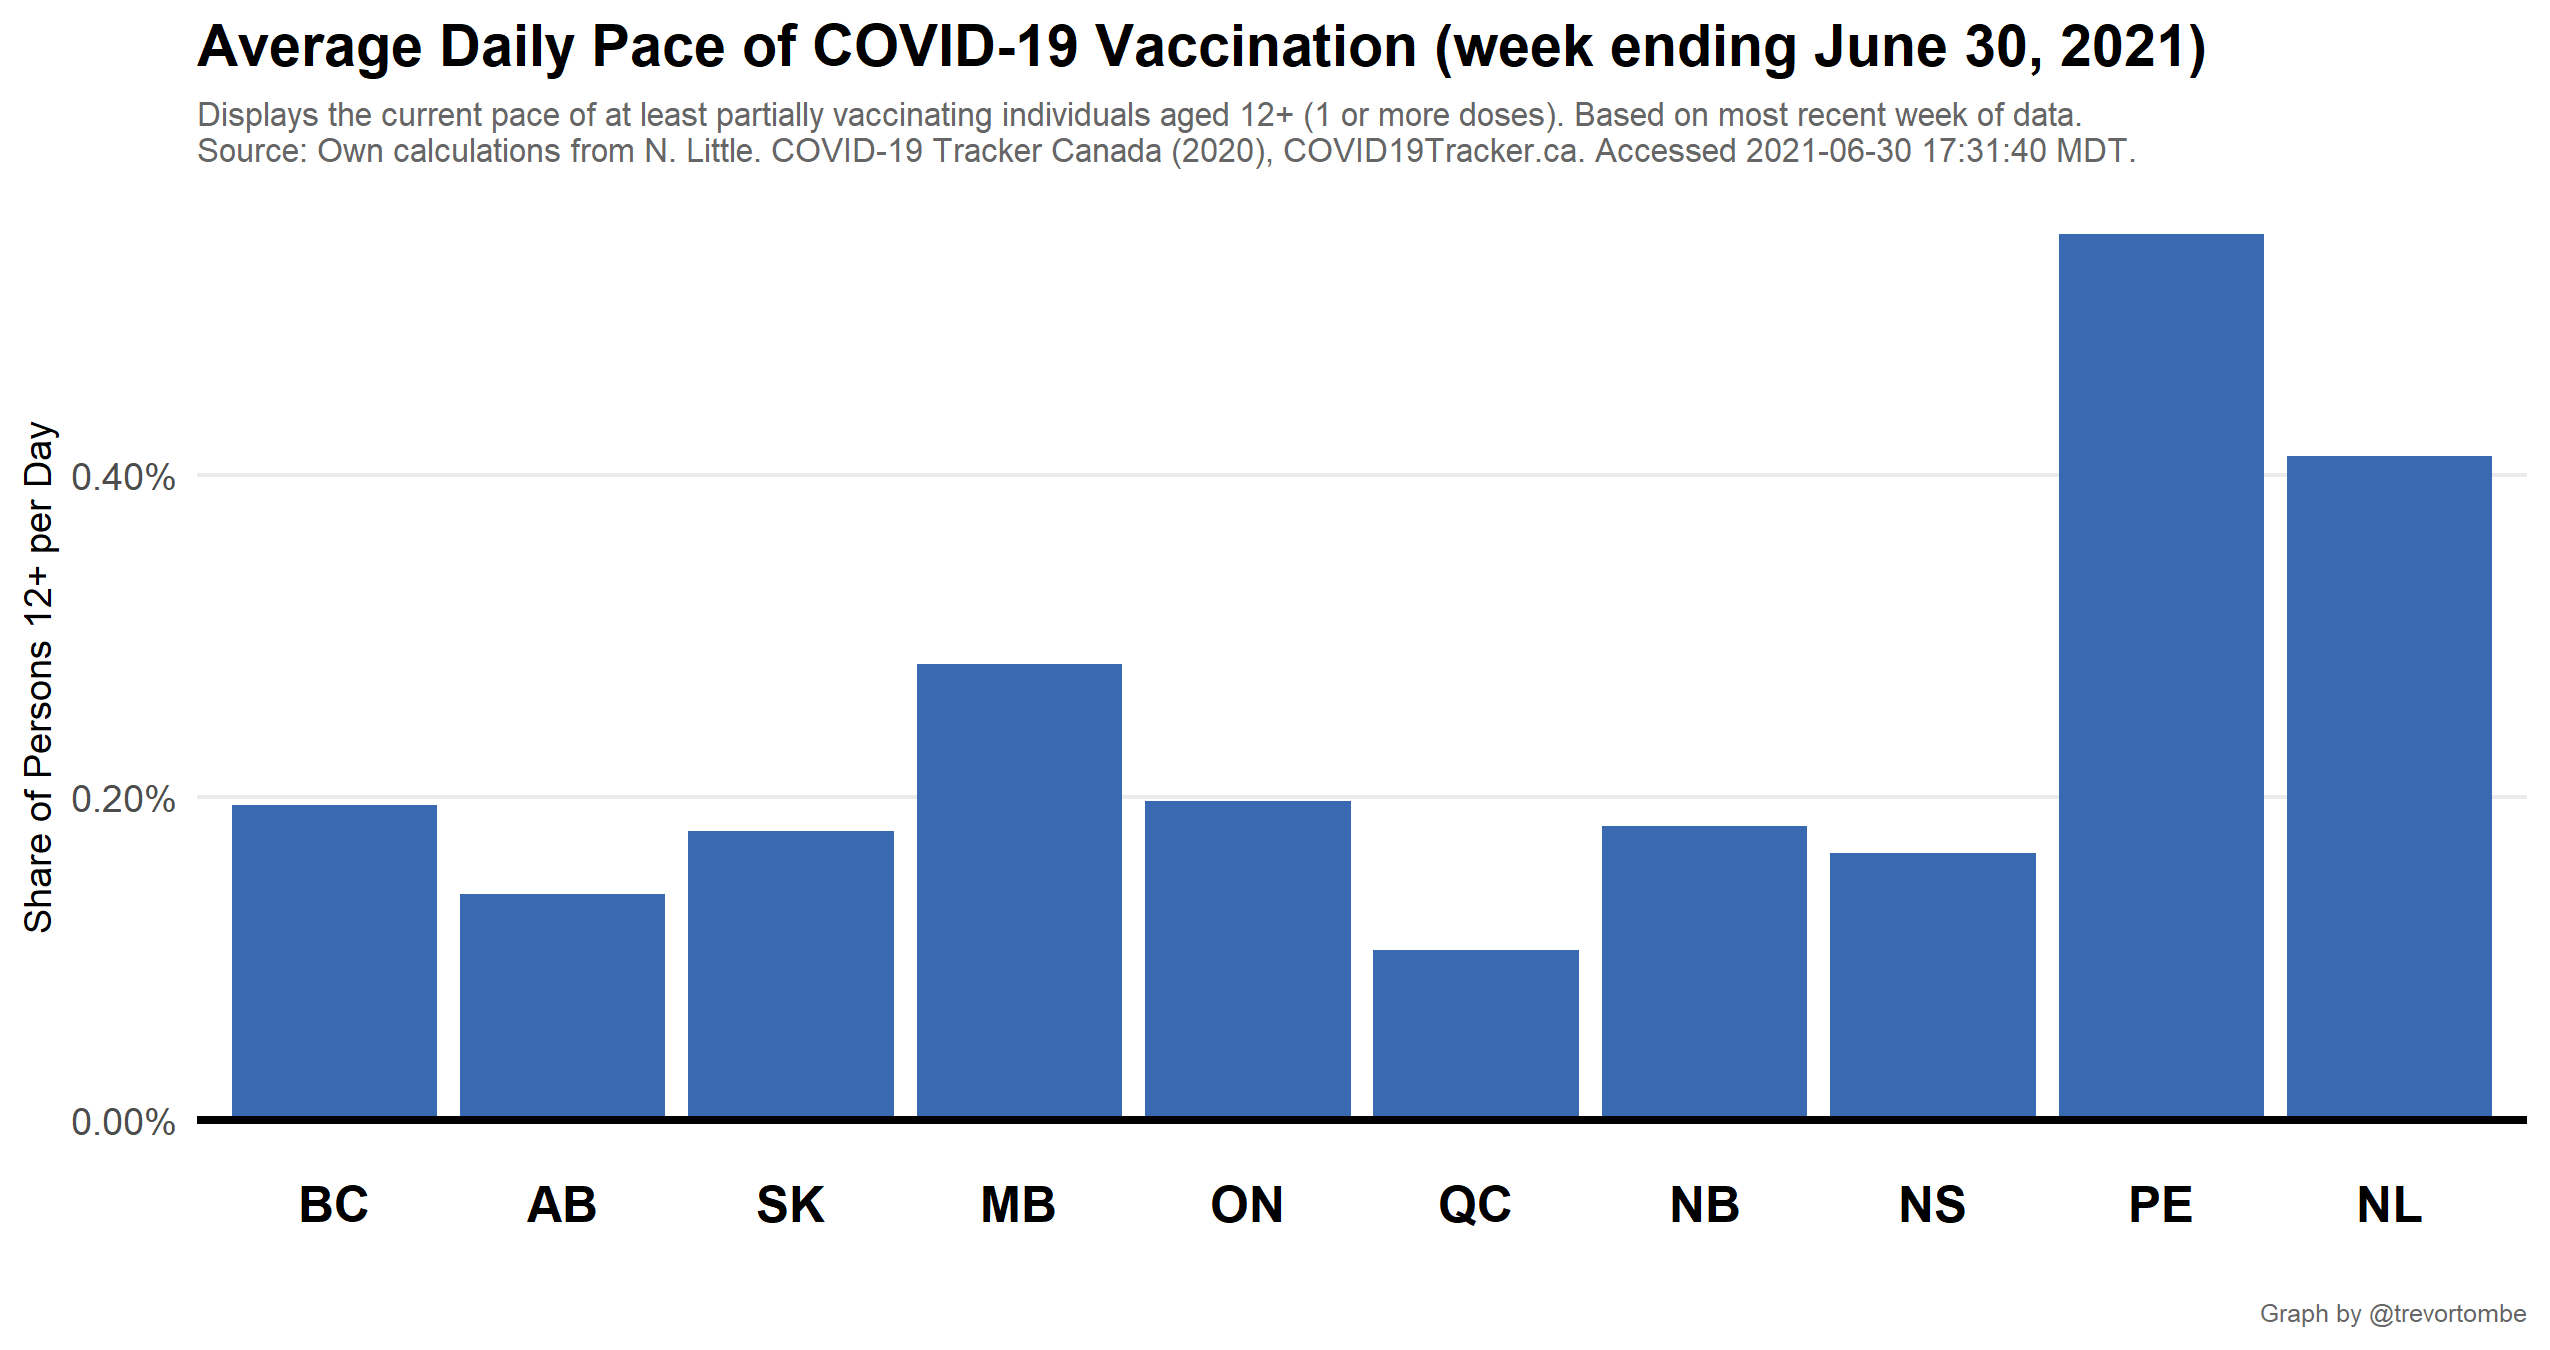 Average Daily Pace of COVID-19 Vaccination (week ending June 30, 2021)
Displays the current pace of at least partially vaccinating individuals aged 12+ (1 or more doses). Based on most recent week of data.
Source: Own calculations from N. Little. COVID-19 Tracker Canada (2020), COVID19Tracker.ca. Accessed 2021-06-30 17:31:40 MDT.
Share of Persons 12+ per Day
0.40%
0.20%
0.00%
BC AB SK MB ON QC NB NS PE NL
Graph by @trevortombe